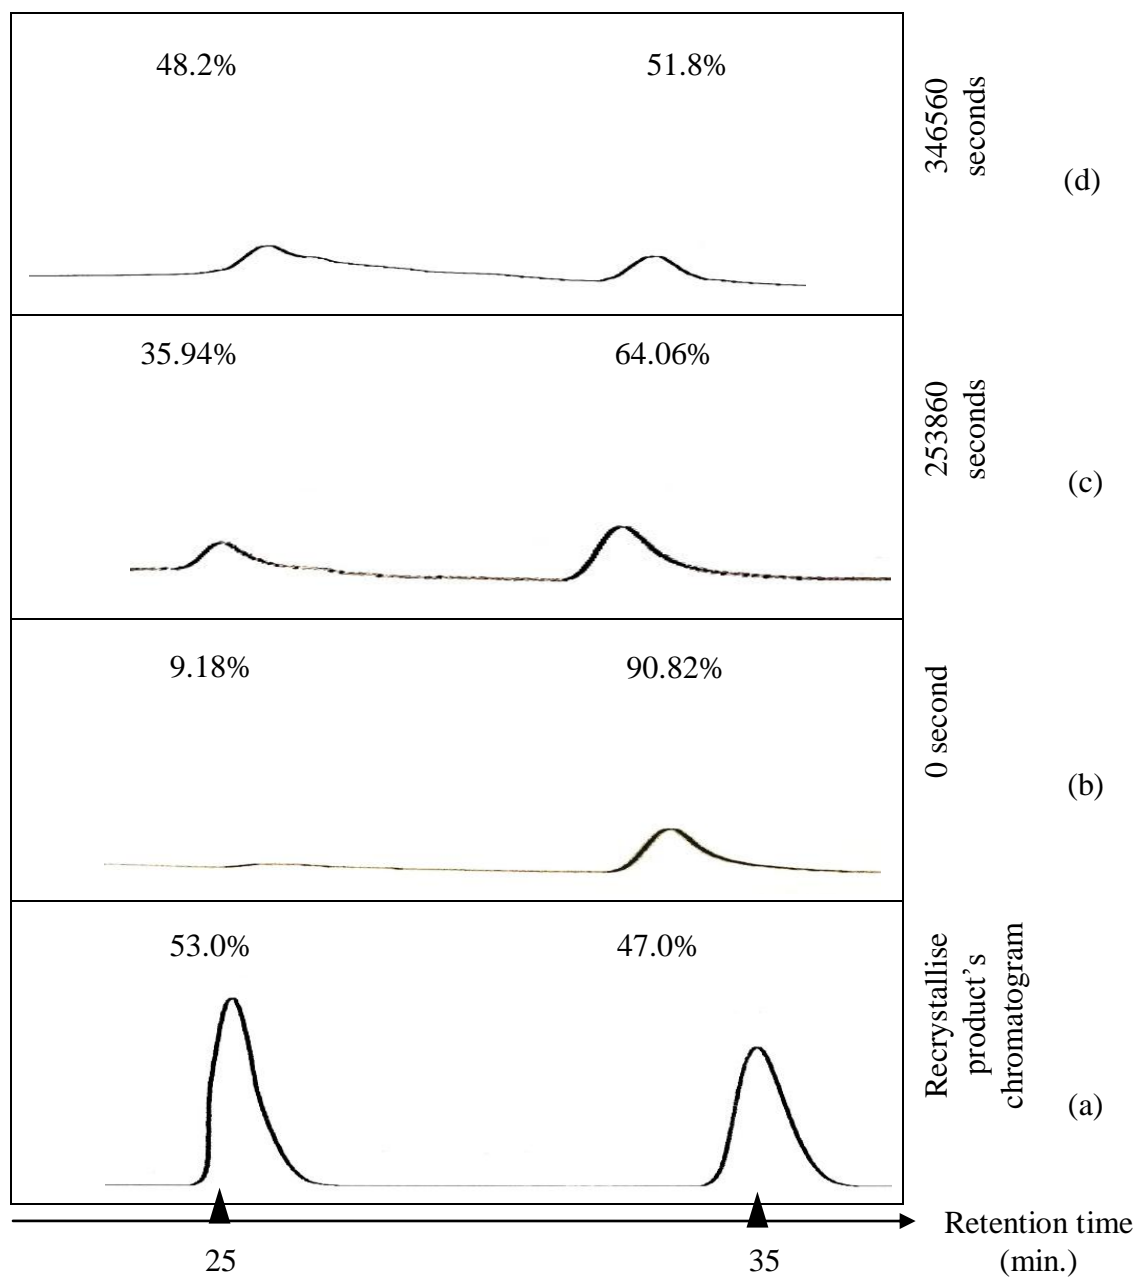 48.2% 51.8%
346560
seconds
(d)
35.94% 64.06%
253860
seconds
(c)
9.18% 90.82%
0 second
(b)
53.0% 47.0%
Recrystallise
product’s
chromatogram
(a)
Retention time
(min.)
25 35